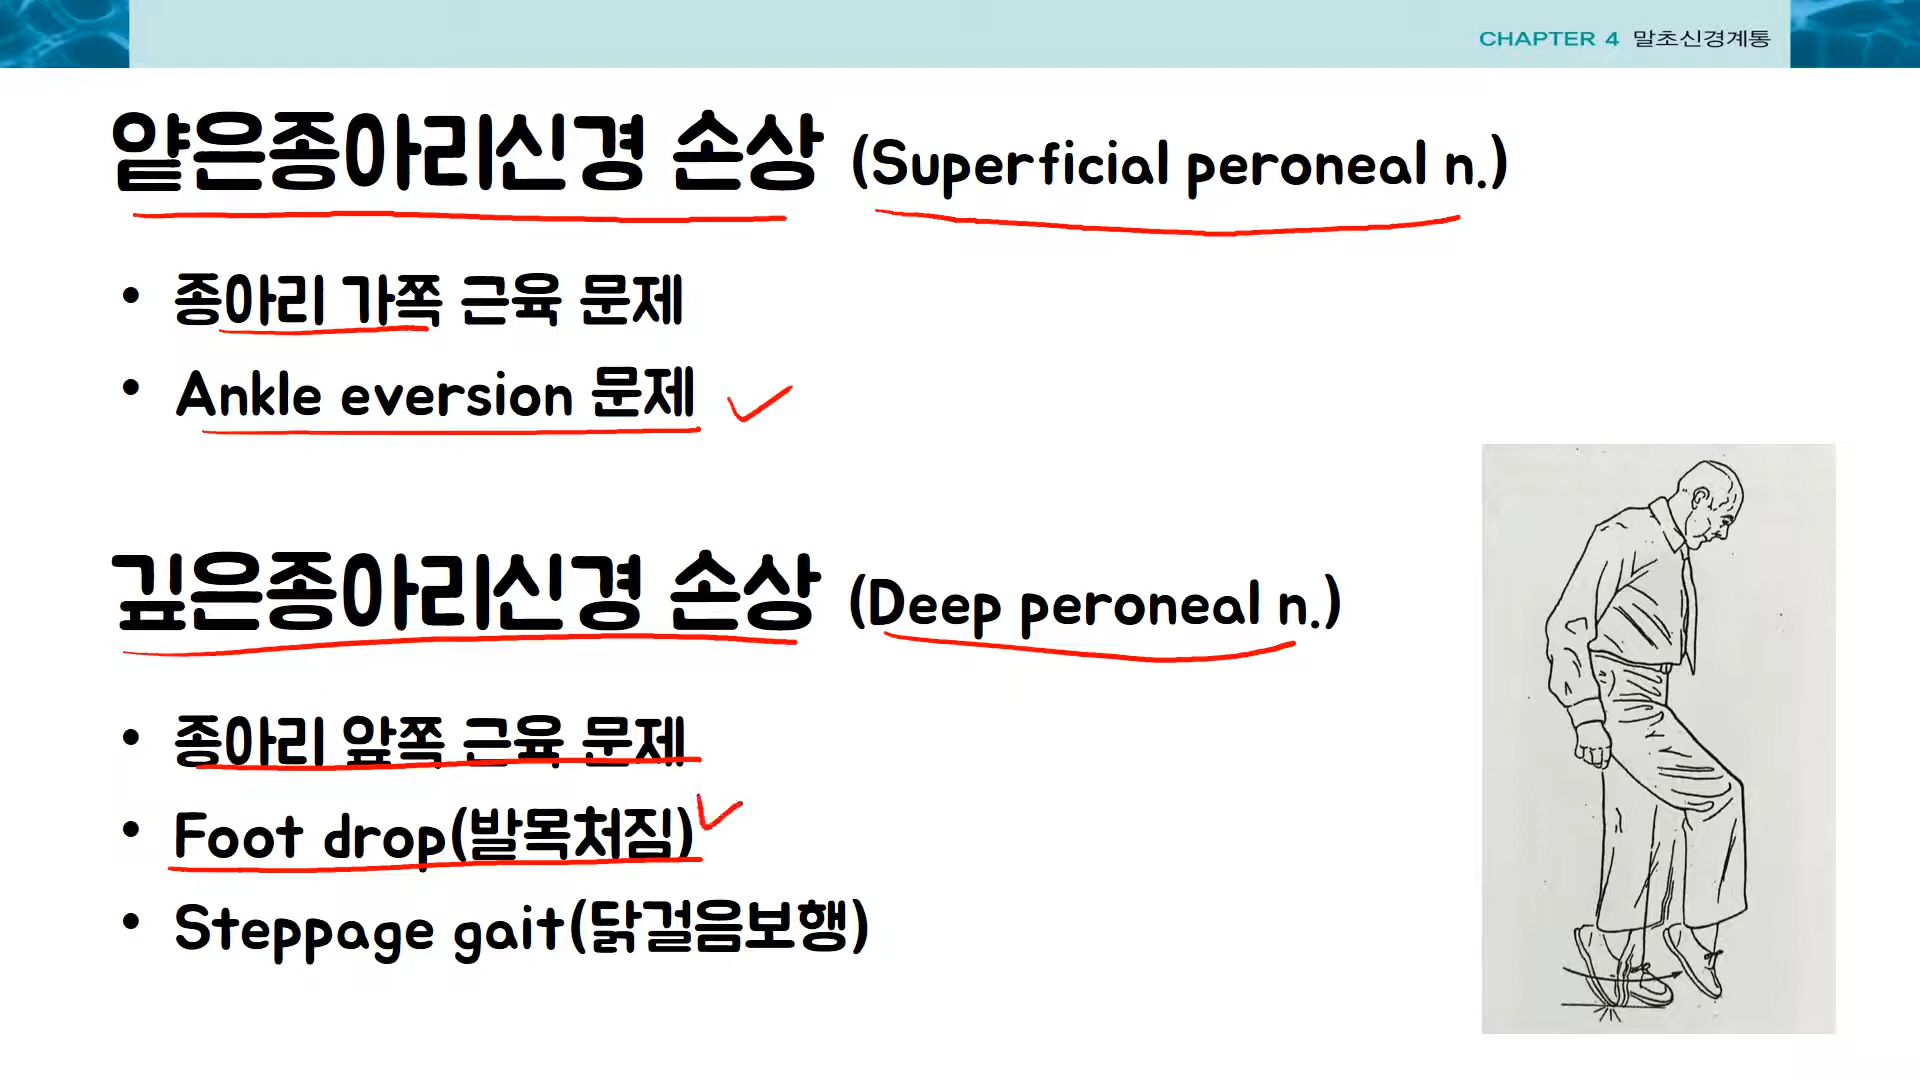 CHAPTER 4 말초신경계통
얕은종아리신경 손상 (Superficial peroneal n.)
• 종아리 가쪽 근육 문제
• Ankle eversion 문제
깊은종아리신경 손상 (Deep peroneal n.)
• 종아리 앞쪽 근육 문제
• Foot drop(발목처짐)
• Steppage gait(닭걸음보행)